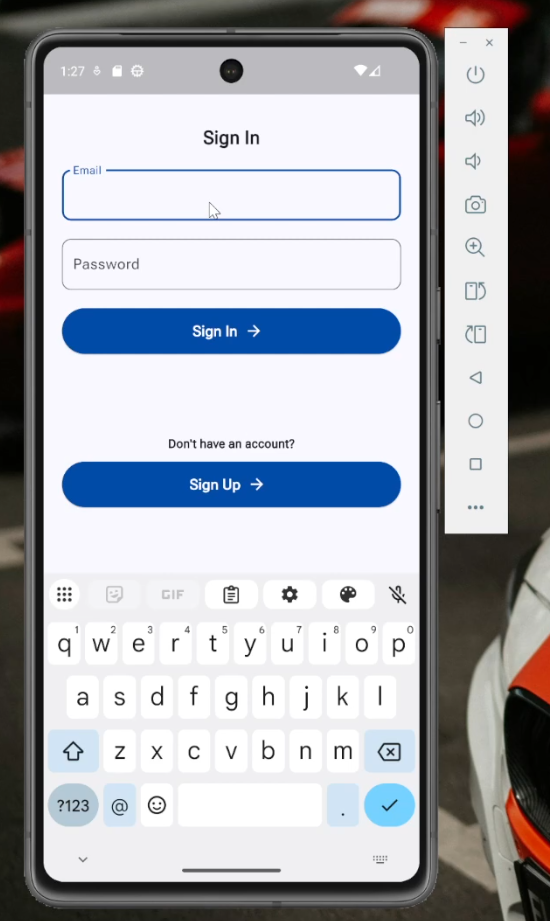 1:27
Sign In
Email
Password
Sign In →
Don't have an account?
Sign Up →
GIF
q1 w2 e3 r4 t5 y6 u7 i8 o9 p0
a s d f g h j k l
z x c v b n m
?123 @ .